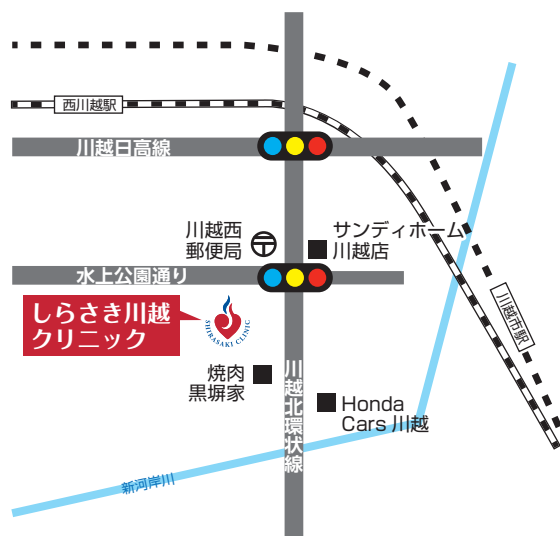 西川越駅
川越日高線
川越西
郵便局
サンディホーム
川越店
水上公園通り
川越市駅
しらさき川越
クリニック
SHIRASAKI CLINIC
焼肉
黒塀家
川越北環状線
Honda
Cars 川越
新河岸川